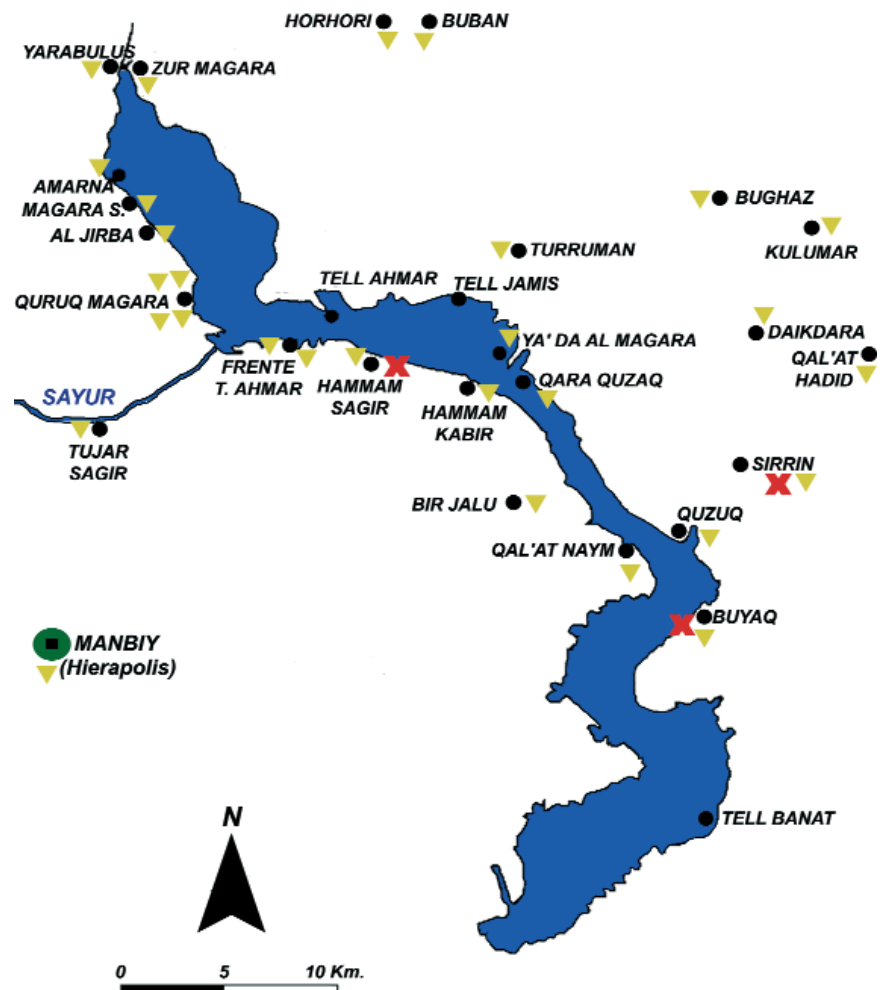 HORHORI
BUBAN
YARABULUS
ZUR MAGARA
AMARNA
MAGARA S.
AL JIRBA
BUGHAZ
KULUMAR
TURRUMAN
TELL AHMAR
TELL JAMIS
QURUQ MAGARA
YA' DA AL MAGARA
DAIKDARA
QAL'AT
HADID
FRENTE
T. AHMAR
HAMMAM
SAGIR
HAMMAM
KABIR
QARA QUZAQ
SAYUR
TUJAR
SAGIR
SIRRIN
BIR JALU
QUZUQ
QAL'AT NAYM
BUYAQ
MANBIY
(Hierapolis)
TELL BANAT
N
0 5 10 Km.